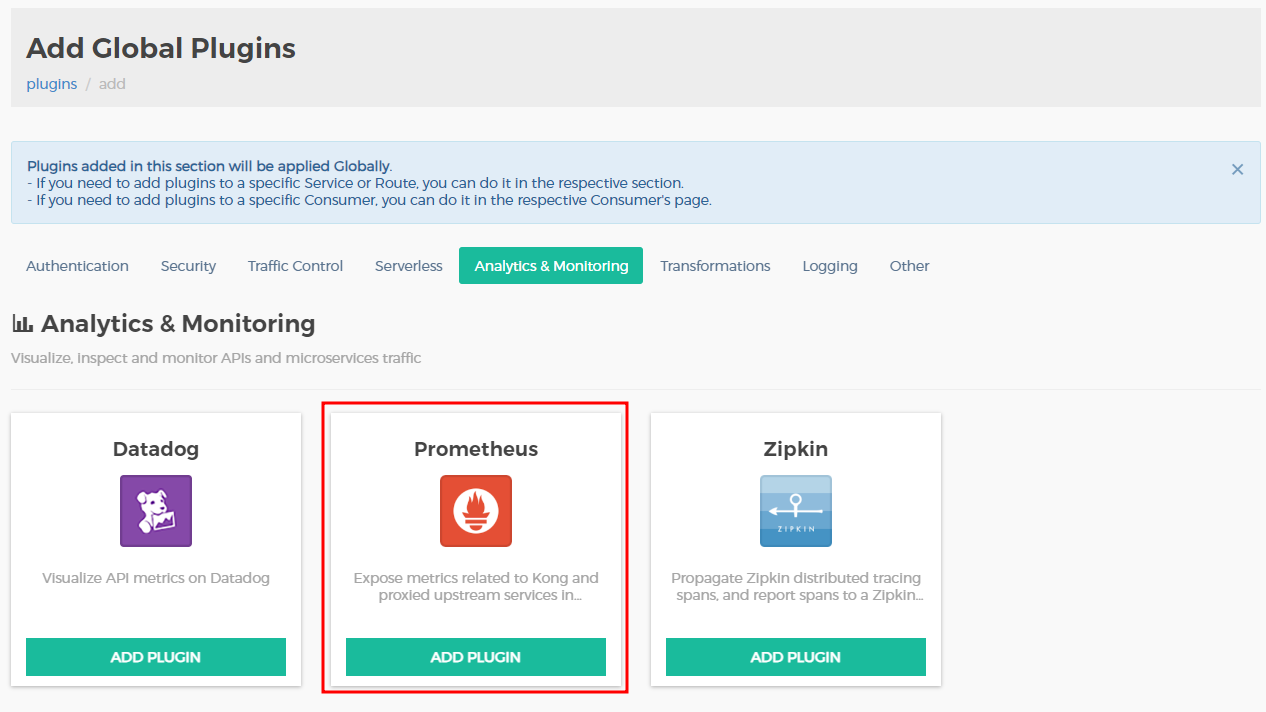 Add Global Plugins
plugins / add
Plugins added in this section will be applied Globally.
- If you need to add plugins to a specific Service or Route, you can do it in the respective section.
- If you need to add plugins to a specific Consumer, you can do it in the respective Consumer's page.
×
Authentication Security Traffic Control Serverless Analytics & Monitoring Transformations Logging Other
Analytics & Monitoring
Visualize, inspect and monitor APIs and microservices traffic
Datadog
Visualize API metrics on Datadog
ADD PLUGIN
Prometheus
Expose metrics related to Kong and
proxied upstream services in...
ADD PLUGIN
Zipkin
ZIPKIN
Propagate Zipkin distributed tracing
spans, and report spans to a Zipkin...
ADD PLUGIN